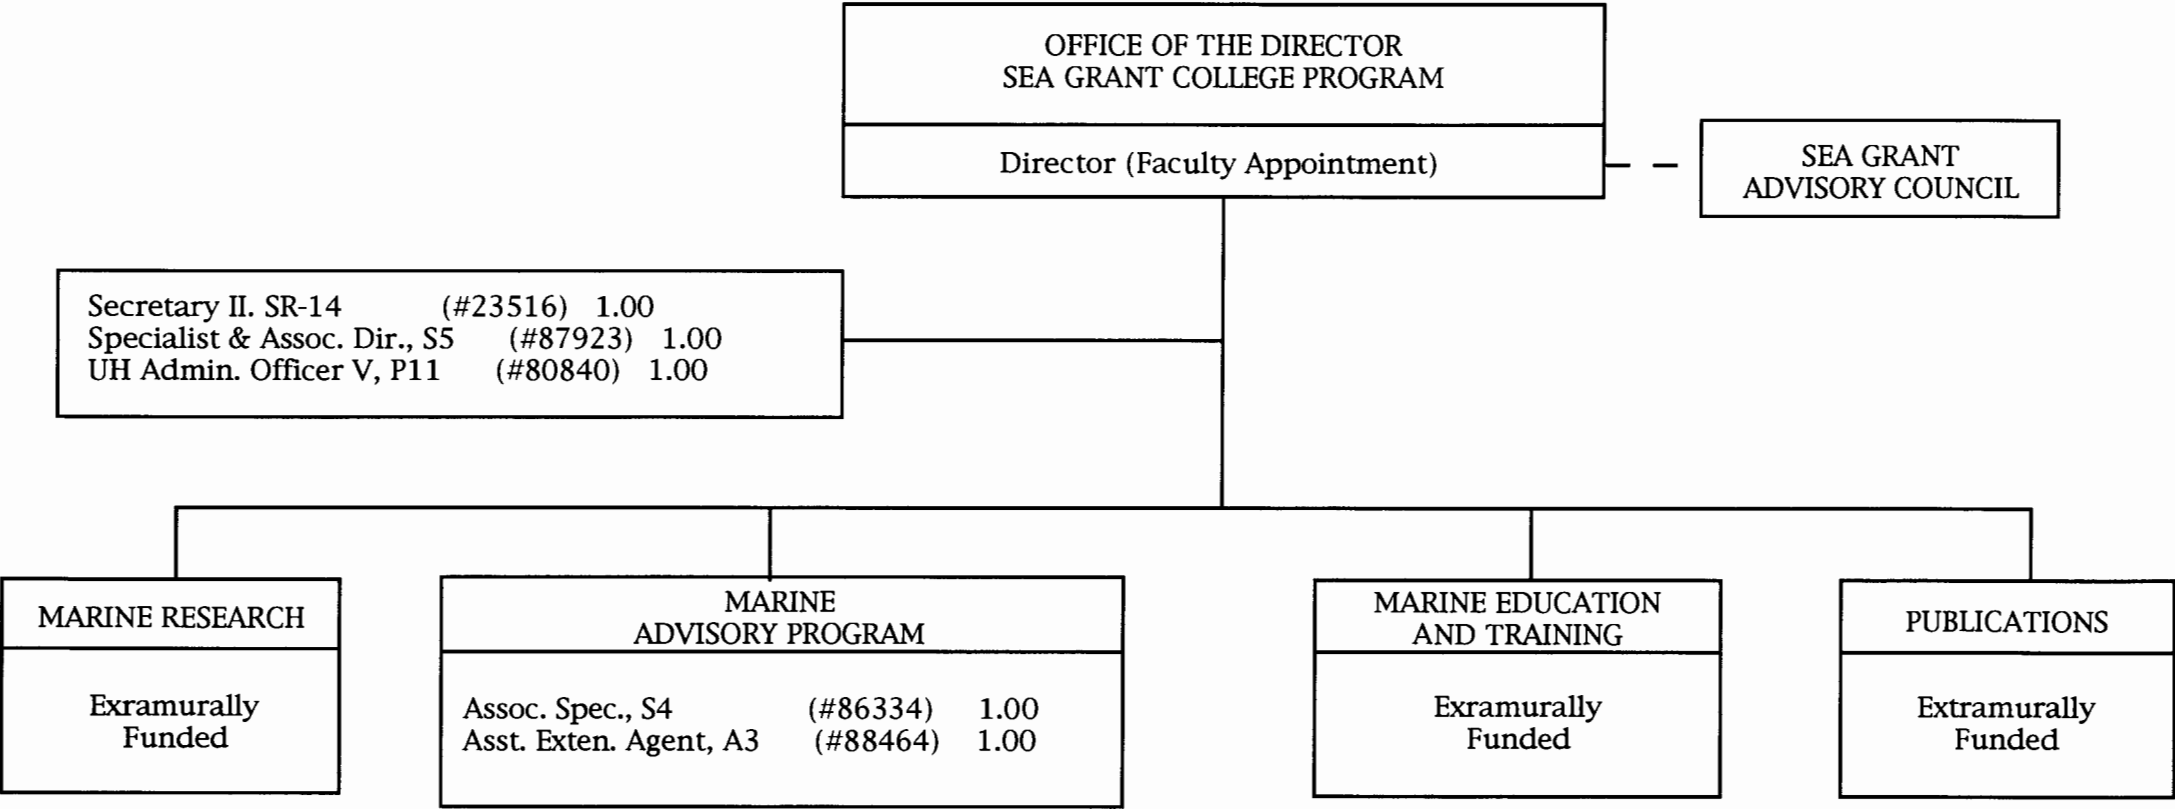 OFFICE OF THE DIRECTOR
SEA GRANT COLLEGE PROGRAM
Director (Faculty Appointment)
SEA GRANT
ADVISORY COUNCIL
Secretary II. SR-14 (#23516) 1.00
Specialist & Assoc. Dir., S5 (#87923) 1.00
UH Admin. Officer V, P11 (#80840) 1.00
MARINE RESEARCH
Exramurally
Funded
MARINE
ADVISORY PROGRAM
Assoc. Spec., S4 (#86334) 1.00
Asst. Exten. Agent, A3 (#88464) 1.00
MARINE EDUCATION
AND TRAINING
Exramurally
Funded
PUBLICATIONS
Extramurally
Funded